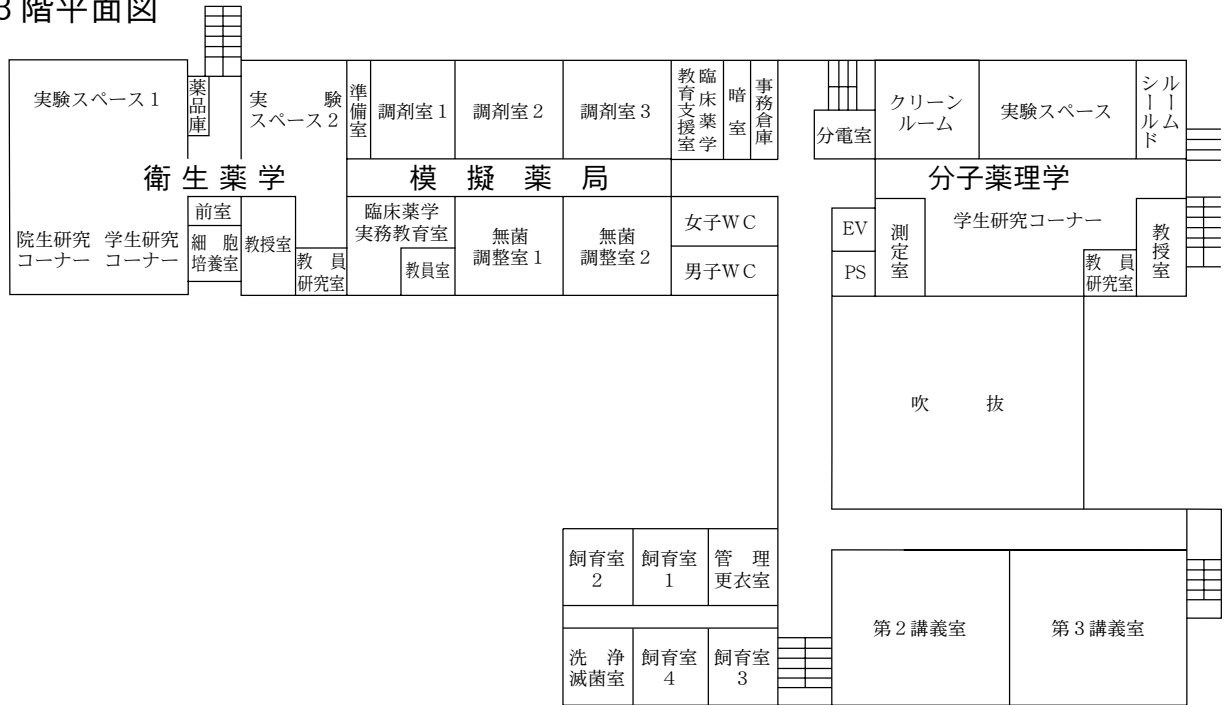 3階平面図
実験スペース1
薬品庫
実　験
スペース2
準備室
調剤室1
調剤室2
調剤室3
臨床薬学
教育支援室
暗室
事務倉庫
分電室
クリーン
ルーム
実験スペース
シールド
ルーム
衛生薬学
模擬薬局
分子薬理学
院生研究
コーナー
学生研究
コーナー
前室
細胞
培養室
教授室
教員
研究室
臨床薬学
実務教育室
教員室
無菌
調整室1
無菌
調整室2
女子WC
男子WC
EV
PS
測定室
学生研究コーナー
教員
研究室
教授室
吹　抜
飼育室
2
飼育室
1
管理
更衣室
洗浄
滅菌室
飼育室
4
飼育室
3
第2講義室
第3講義室